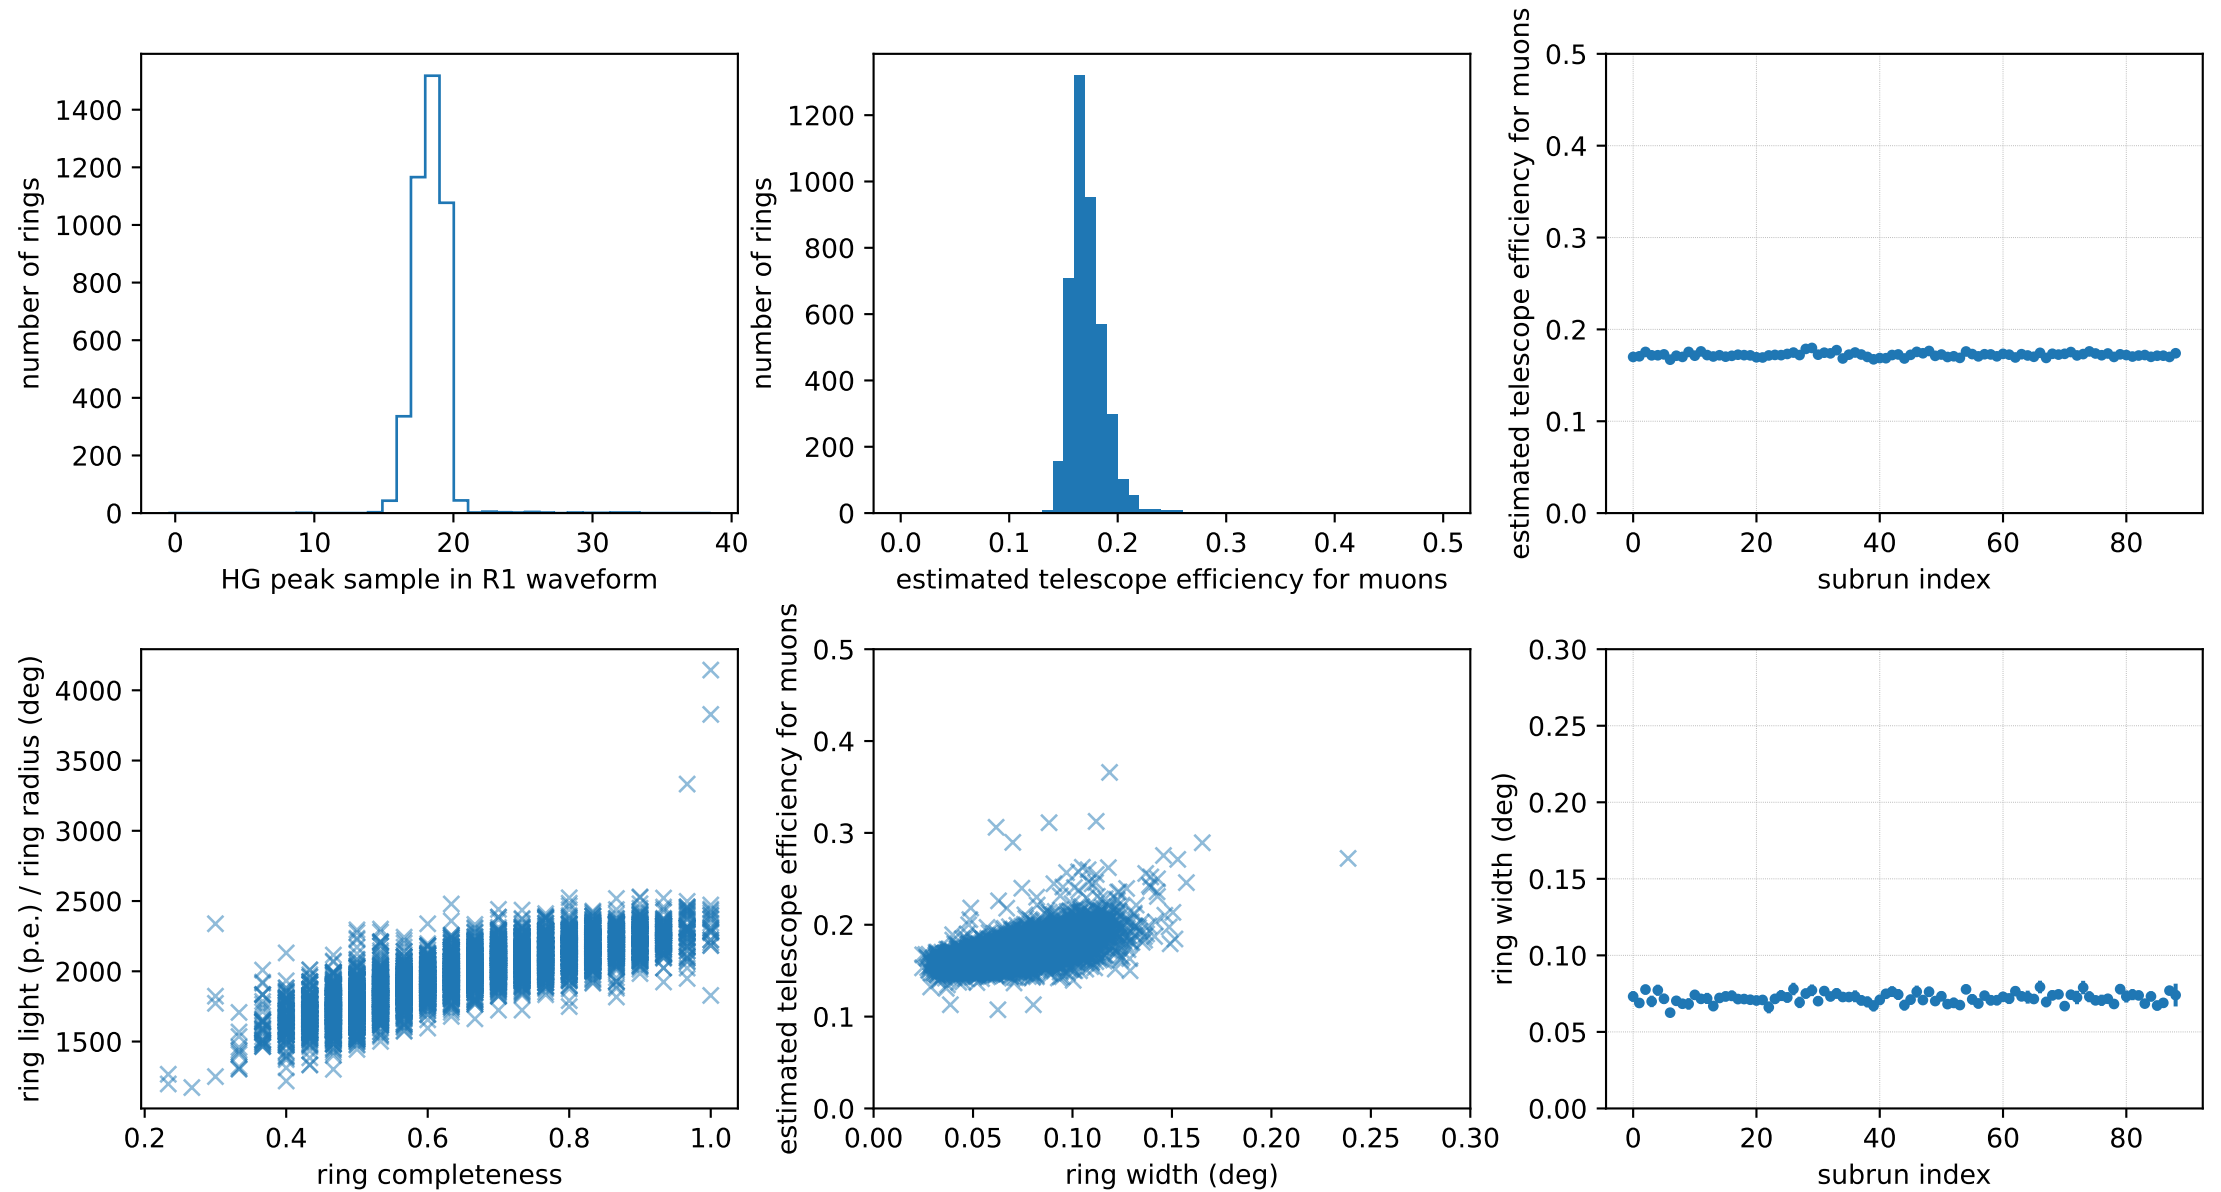 number of rings
1400
1200
1000
800
600
400
200
0
0 10 20 30 40
HG peak sample in R1 waveform
number of rings
1200
1000
800
600
400
200
0
0.0 0.1 0.2 0.3 0.4 0.5
estimated telescope efficiency for muons
estimated telescope efficiency for muons
0.5
0.4
0.3
0.2
0.1
0.0
0 20 40 60 80
subrun index
ring light (p.e.) / ring radius (deg)
4000
3500
3000
2500
2000
1500
0.2 0.4 0.6 0.8 1.0
ring completeness
estimated telescope efficiency for muons
0.5
0.4
0.3
0.2
0.1
0.0
0.00 0.05 0.10 0.15 0.20 0.25 0.30
ring width (deg)
ring width (deg)
0.30
0.25
0.20
0.15
0.10
0.05
0.00
0 20 40 60 80
subrun index